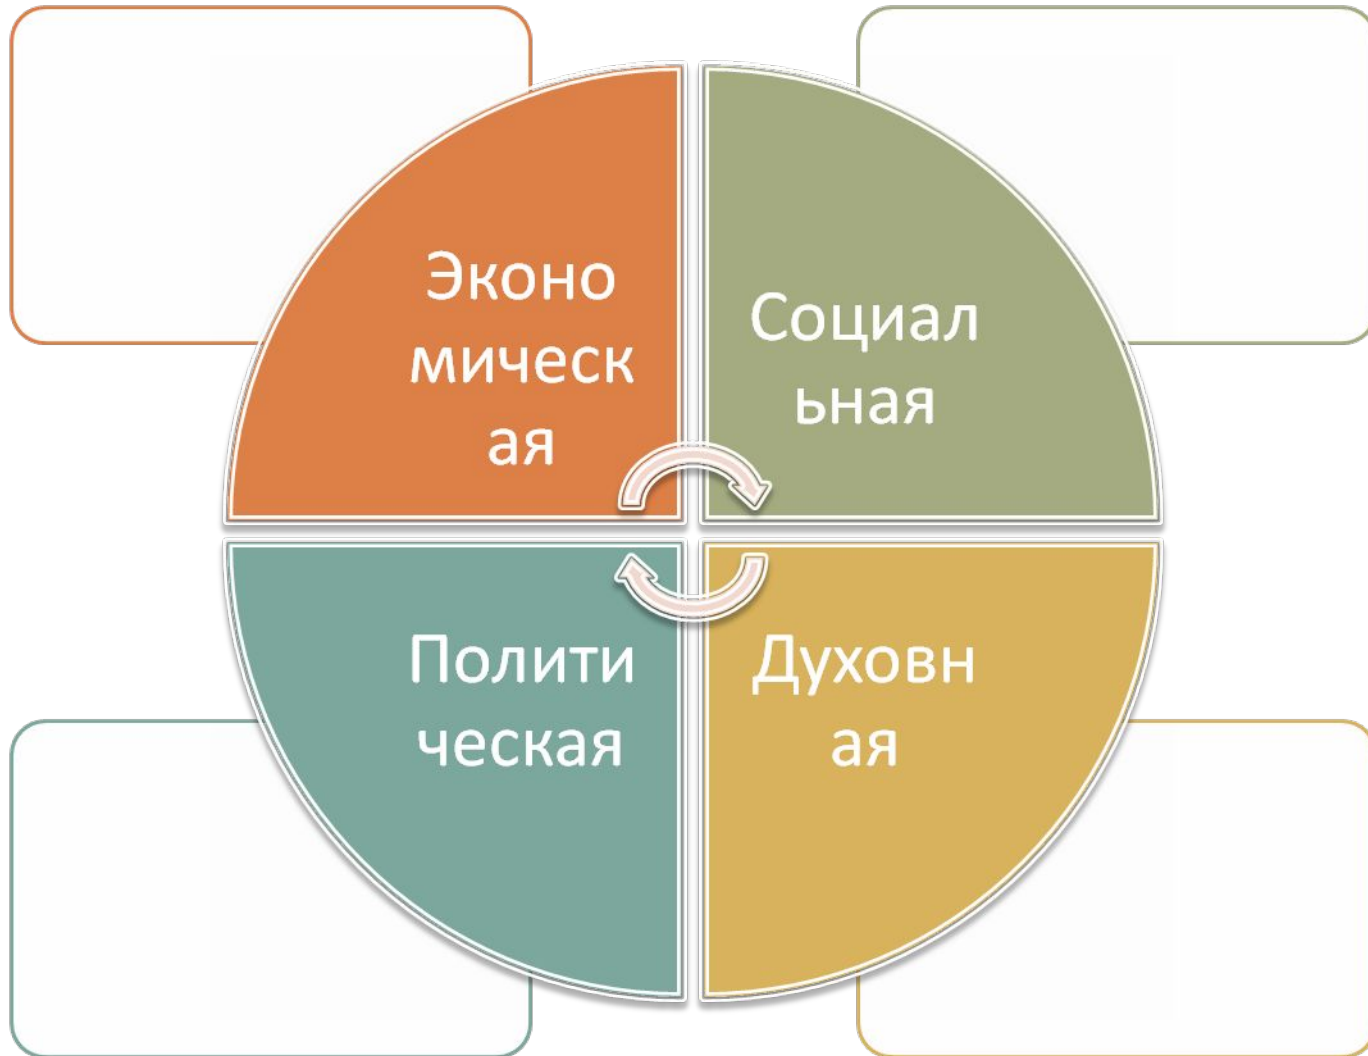 Эконо
мическ
ая
Социал
ьная
Полити
ческая
Духовн
ая